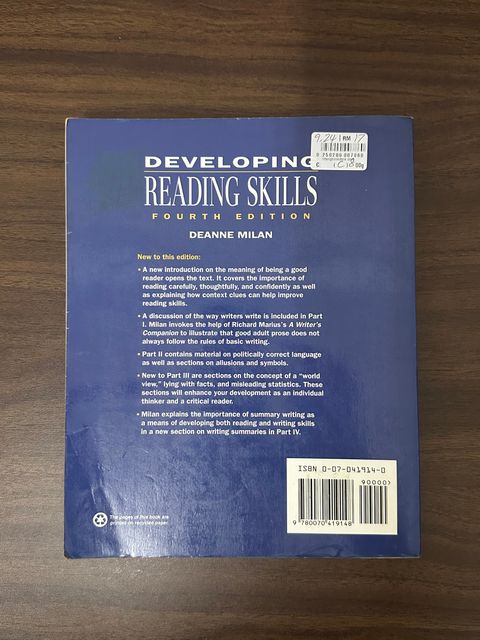 9.24 RM 17
DEVELOPING
READING SKILLS
FOURTH EDITION
DEANNE MILAN
New to this edition:
• A new introduction on the meaning of being a good
reader opens the text. It covers the importance of
reading carefully, thoughtfully, and confidently as well
as explaining how context clues can help improve
reading skills.
• A discussion of the way writers write is included in Part
I. Milan invokes the help of Richard Marius's A Writer's
Companion to illustrate that good adult prose does not
always follow the rules of basic writing.
• Part II contains material on politically correct language
as well as sections on allusions and symbols.
• New to Part III are sections on the concept of a "world
view," lying with facts, and misleading statistics. These
sections will enhance your development as an individual
thinker and a critical reader.
• Milan explains the importance of summary writing as
a means of developing both reading and writing skills
in a new section on writing summaries in Part IV.
ISBN 0-07-041914-0
90000>
9 780070 419148
The pages of this book are
printed on recycled paper.